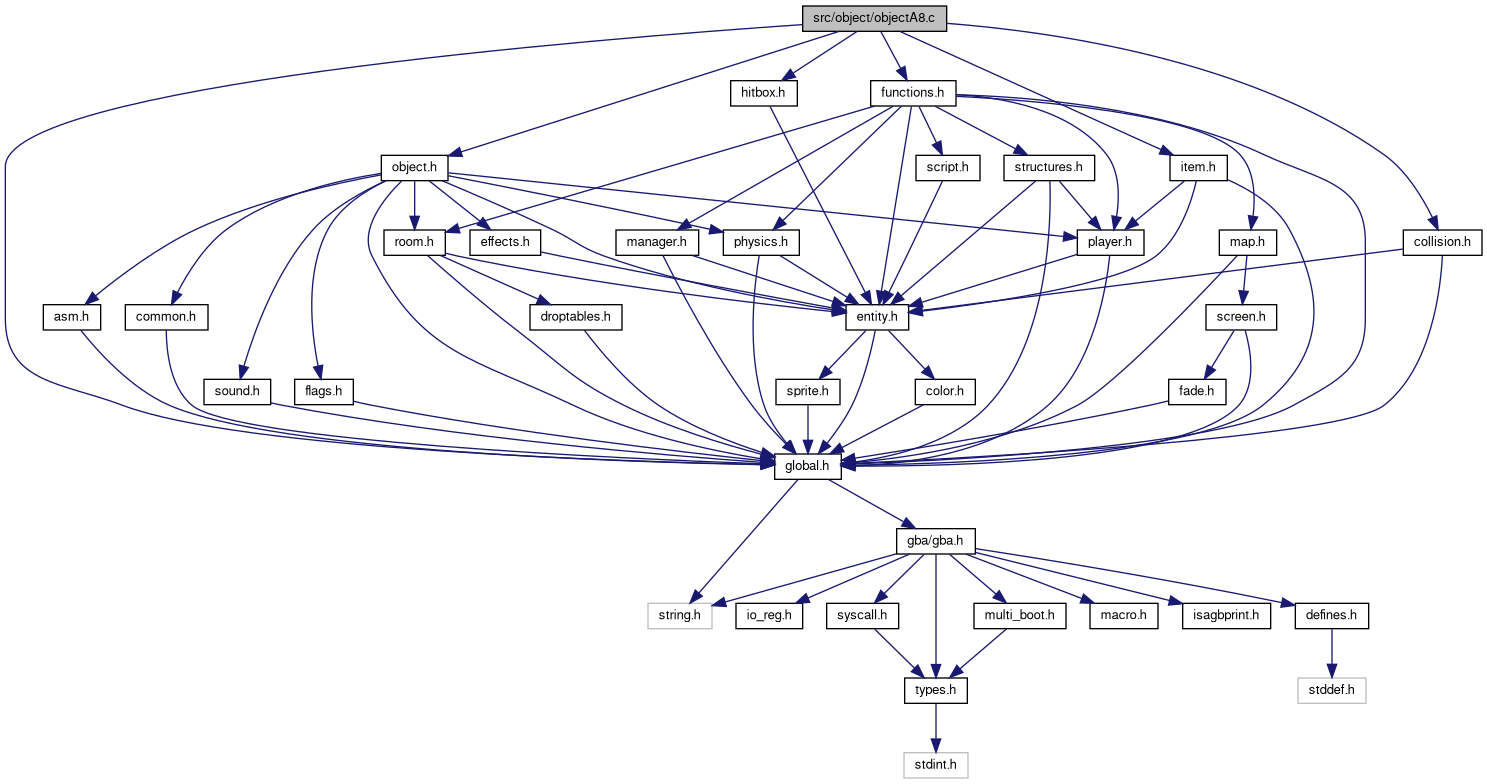 src/object/objectA8.c
hitbox.h
functions.h
object.h
script.h
structures.h
item.h
room.h
effects.h
manager.h
physics.h
player.h
map.h
collision.h
asm.h
common.h
droptables.h
entity.h
screen.h
sound.h
flags.h
sprite.h
color.h
fade.h
global.h
gba/gba.h
string.h
io_reg.h
syscall.h
multi_boot.h
macro.h
isagbprint.h
defines.h
types.h
stddef.h
stdint.h